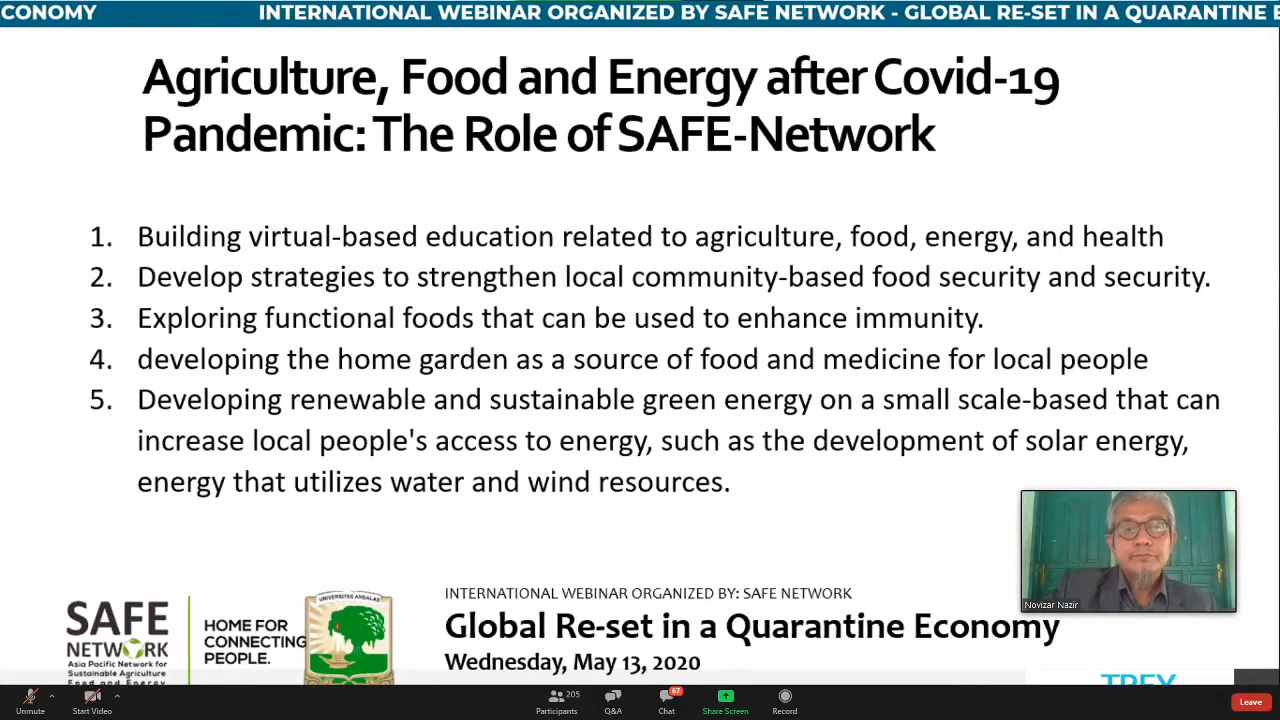 ECONOMY INTERNATIONAL WEBINAR ORGANIZED BY SAFE NETWORK - GLOBAL RE-SET IN A QUARANTINE E
Agriculture, Food and Energy after Covid-19
Pandemic: The Role of SAFE-Network
1. Building virtual-based education related to agriculture, food, energy, and health
2. Develop strategies to strengthen local community-based food security and security.
3. Exploring functional foods that can be used to enhance immunity.
4. developing the home garden as a source of food and medicine for local people
5. Developing renewable and sustainable green energy on a small scale-based that can
increase local people's access to energy, such as the development of solar energy,
energy that utilizes water and wind resources.
Novizar Nazir
SAFE
NETWORK
Asia Pacific Network for
Sustainable Agriculture
Food and Energy
HOME FOR
CONNECTING
PEOPLE.
UNIVERSITAS ANDALAS
INTERNATIONAL WEBINAR ORGANIZED BY: SAFE NETWORK
Global Re-set in a Quarantine Economy
Wednesday, May 13, 2020
TREY
Unmute
Start Video
205
Participants
Q&A
67
Chat
Share Screen
Record
Leave